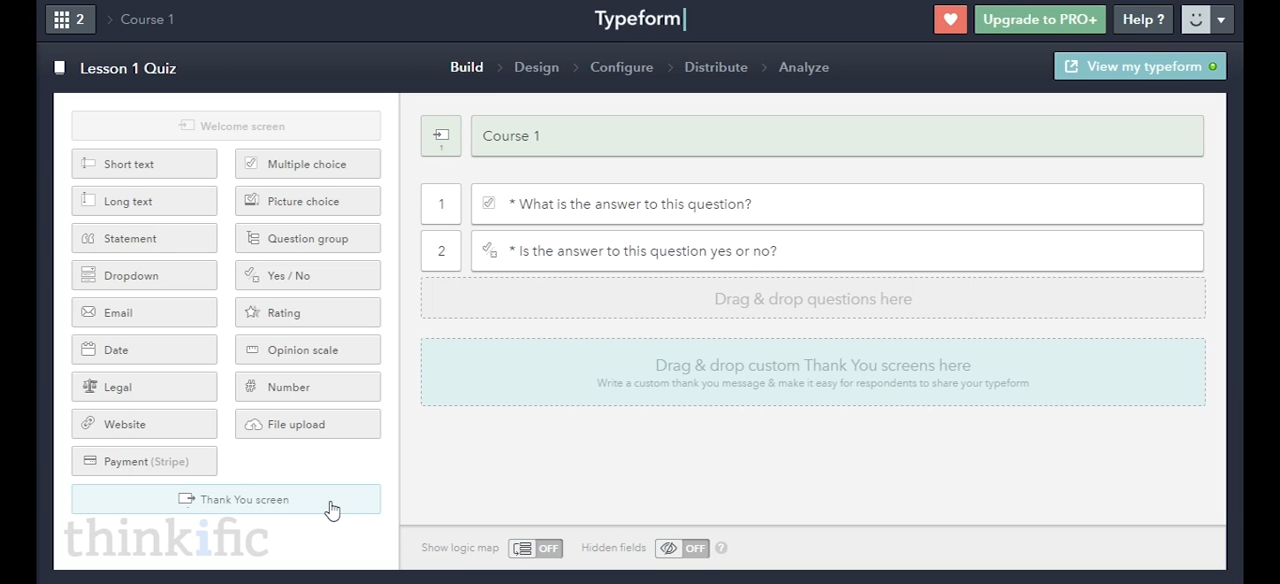 2 Course 1 Typeform Upgrade to PRO+ Help ?
Lesson 1 Quiz Build Design Configure Distribute Analyze View my typeform
Welcome screen
Short text Multiple choice
Long text Picture choice
Statement Question group
Dropdown Yes / No
Email Rating
Date Opinion scale
Legal Number
Website File upload
Payment (Stripe)
Thank You screen
thinkific
1 Course 1
1 * What is the answer to this question?
2 * Is the answer to this question yes or no?
Drag & drop questions here
Drag & drop custom Thank You screens here
Write a custom thank you message & make it easy for respondents to share your typeform
Show logic map OFF Hidden fields OFF ?